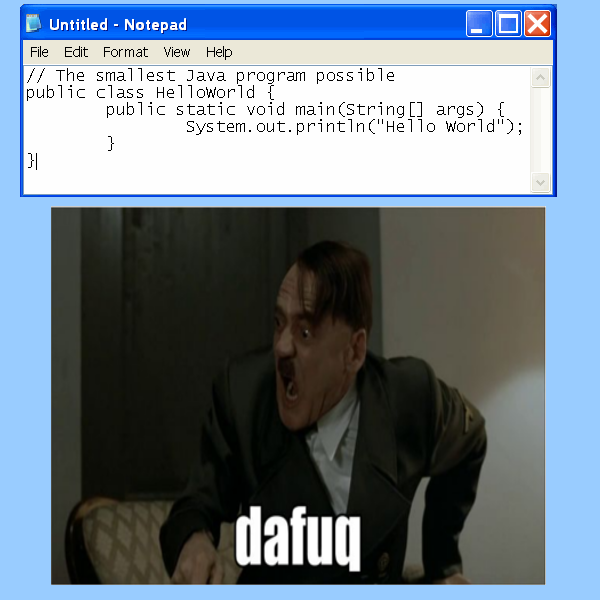 Untitled - Notepad
File Edit Format View Help
// The smallest Java program possible
public class HelloWorld {
        public static void main(String[] args) {
                System.out.println("Hello World");
        }
}
dafuq